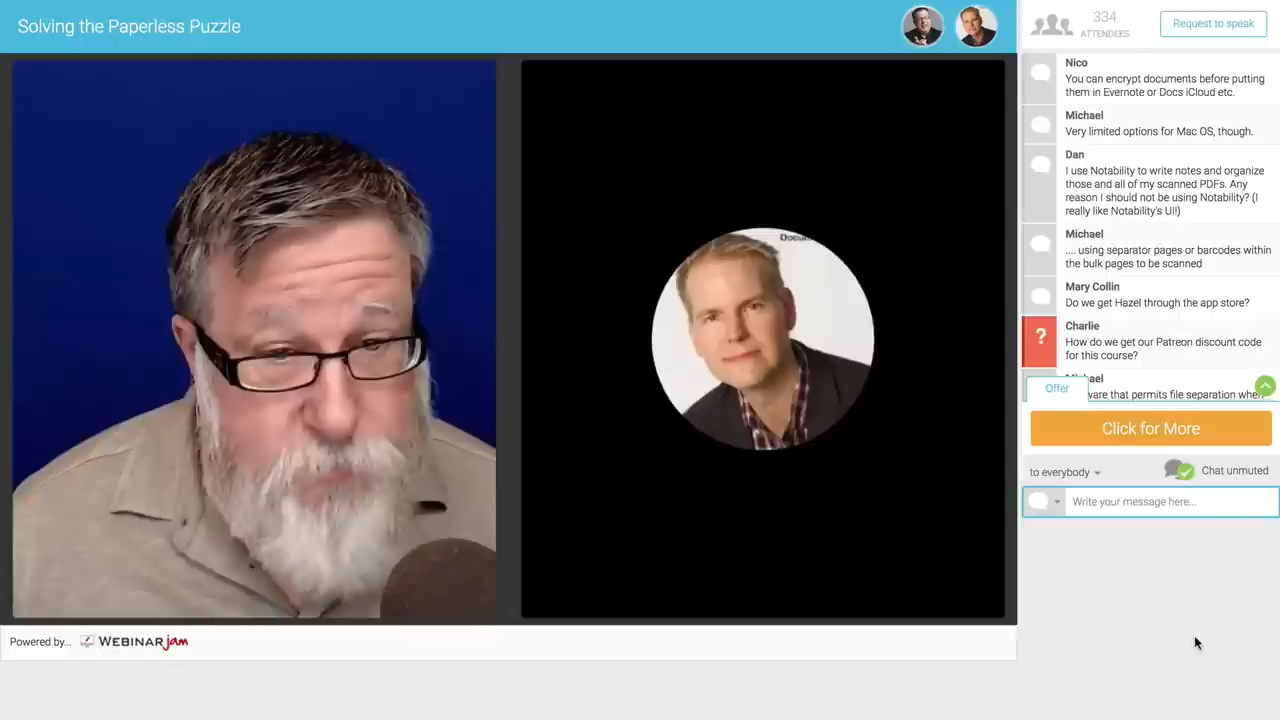 Solving the Paperless Puzzle
334
ATTENDEES
Request to speak
Nico
You can encrypt documents before putting
them in Evernote or Docs iCloud etc.
Michael
Very limited options for Mac OS, though.
Dan
I use Notability to write notes and organize
those and all of my scanned PDFs. Any
reason I should not be using Notability? (I
really like Notability's UI!)
Michael
.... using separator pages or barcodes within
the bulk pages to be scanned
Mary Collin
Do we get Hazel through the app store?
?
Charlie
How do we get our Patreon discount code
for this course?
Offer
that permits file separation when
Click for More
to everybody
Chat unmuted
Write your message here...
Powered by...
WEBINARjam